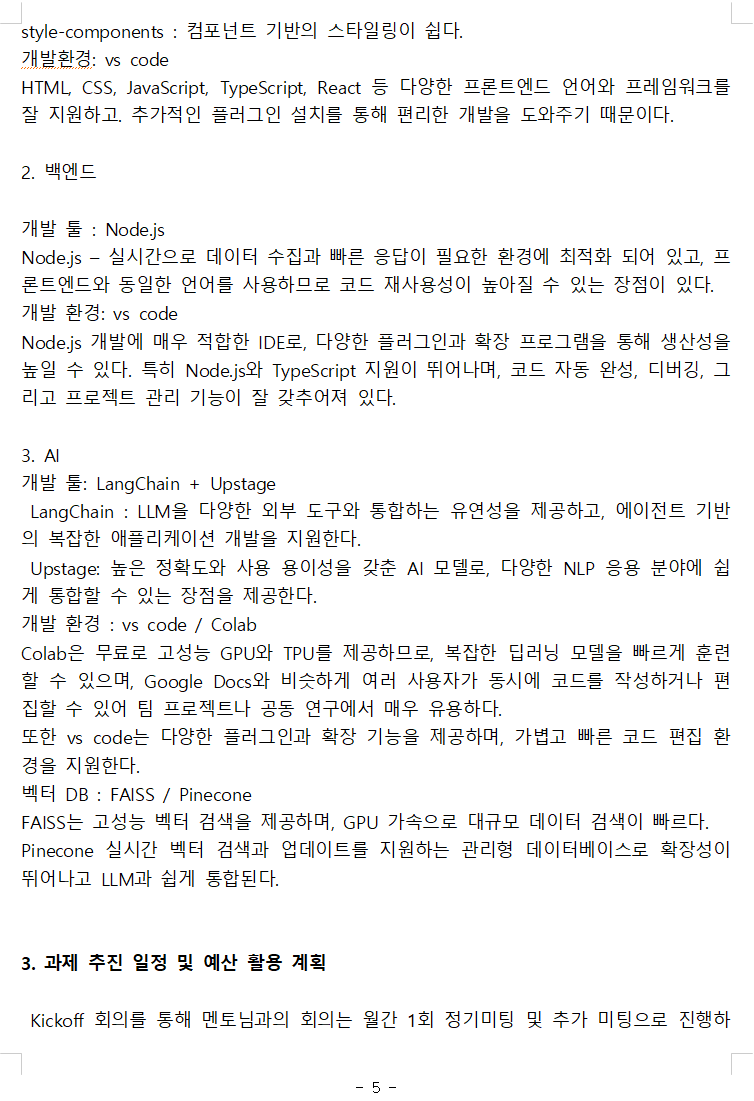 style-components : 컴포넌트 기반의 스타일링이 쉽다.
개발환경: vs code
HTML, CSS, JavaScript, TypeScript, React 등 다양한 프론트엔드 언어와 프레임워크를
잘 지원하고. 추가적인 플러그인 설치를 통해 편리한 개발을 도와주기 때문이다.
2. 백엔드
개발 툴 : Node.js
Node.js – 실시간으로 데이터 수집과 빠른 응답이 필요한 환경에 최적화 되어 있고, 프
론트엔드와 동일한 언어를 사용하므로 코드 재사용성이 높아질 수 있는 장점이 있다.
개발 환경: vs code
Node.js 개발에 매우 적합한 IDE로, 다양한 플러그인과 확장 프로그램을 통해 생산성을
높일 수 있다. 특히 Node.js와 TypeScript 지원이 뛰어나며, 코드 자동 완성, 디버깅, 그
리고 프로젝트 관리 기능이 잘 갖추어져 있다.
3. AI
개발 툴: LangChain + Upstage
LangChain : LLM을 다양한 외부 도구와 통합하는 유연성을 제공하고, 에이전트 기반
의 복잡한 애플리케이션 개발을 지원한다.
Upstage: 높은 정확도와 사용 용이성을 갖춘 AI 모델로, 다양한 NLP 응용 분야에 쉽
게 통합할 수 있는 장점을 제공한다.
개발 환경 : vs code / Colab
Colab은 무료로 고성능 GPU와 TPU를 제공하므로, 복잡한 딥러닝 모델을 빠르게 훈련
할 수 있으며, Google Docs와 비슷하게 여러 사용자가 동시에 코드를 작성하거나 편
집할 수 있어 팀 프로젝트나 공동 연구에서 매우 유용하다.
또한 vs code는 다양한 플러그인과 확장 기능을 제공하며, 가볍고 빠른 코드 편집 환
경을 지원한다.
벡터 DB : FAISS / Pinecone
FAISS는 고성능 벡터 검색을 제공하며, GPU 가속으로 대규모 데이터 검색이 빠르다.
Pinecone 실시간 벡터 검색과 업데이트를 지원하는 관리형 데이터베이스로 확장성이
뛰어나고 LLM과 쉽게 통합된다.
3. 과제 추진 일정 및 예산 활용 계획
Kickoff 회의를 통해 멘토님과의 회의는 월간 1회 정기미팅 및 추가 미팅으로 진행하
- 5 -